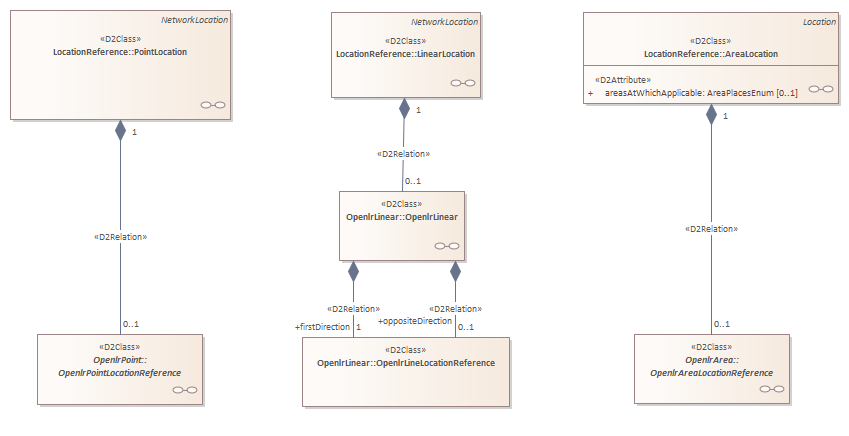 NetworkLocation
«D2Class»
LocationReference::PointLocation
1
«D2Relation»
0..1
«D2Class»
OpenlrPoint::
OpenlrPointLocationReference
NetworkLocation
«D2Class»
LocationReference::LinearLocation
1
«D2Relation»
0..1
«D2Class»
OpenlrLinear::OpenlrLinear
«D2Relation»
+firstDirection 1
«D2Relation»
+oppositeDirection
0..1
«D2Class»
OpenlrLinear::OpenlrLineLocationReference
Location
«D2Class»
LocationReference::AreaLocation
«D2Attribute»
+ areasAtWhichApplicable: AreaPlacesEnum [0..1]
1
«D2Relation»
0..1
«D2Class»
OpenlrArea::
OpenlrAreaLocationReference